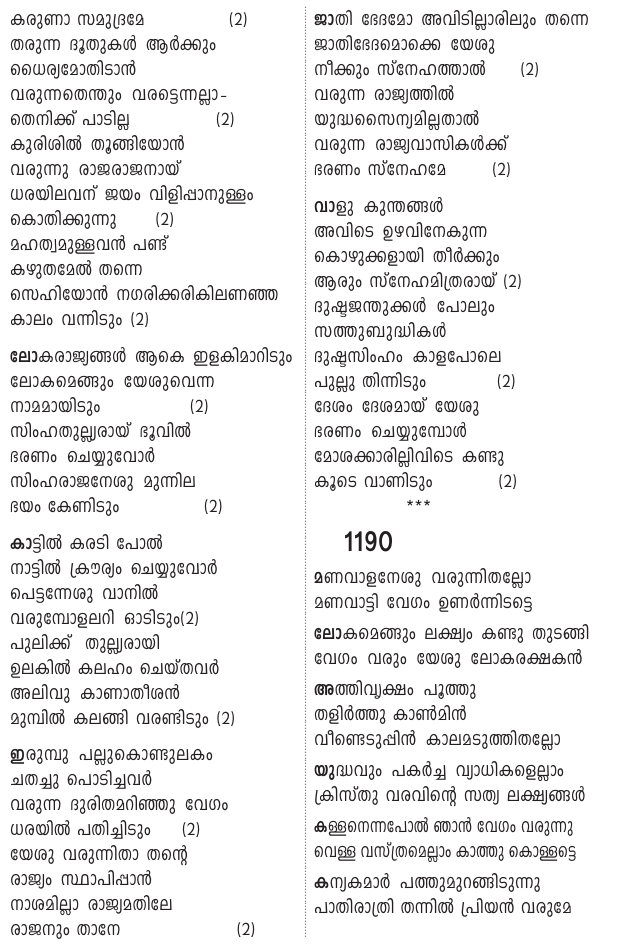 കരുണാ സമുദ്രമേ (2)
തരുന്ന ദൂതുകൾ ആർക്കും
ധൈര്യമോതിടാൻ
വരുന്നതെന്തും വരട്ടെന്നല്ലാ-
തെനിക്ക് പാടില്ല (2)
കുരിശിൽ തൂങ്ങിയോൻ
വരുന്നു രാജരാജനായ്
ധരയിലവന് ജയം വിളിപ്പാനുള്ളം
കൊതിക്കുന്നു (2)
മഹത്വമുള്ളവൻ പണ്ട്
കഴുതമേൽ തന്നെ
സെഹിയോൻ നഗരിക്കരികിലണഞ്ഞ
കാലം വന്നിടും (2)
ലോകരാജ്യങ്ങൾ ആകെ ഇളകിമാറിടും
ലോകമെങ്ങും യേശുവെന്ന
നാമമായിടും (2)
സിംഹതുല്ല്യരായ് ഭൂവിൽ
ഭരണം ചെയ്യുവോർ
സിംഹരാജനേശു മുന്നില
ഭയം കേണിടും (2)
കാട്ടിൽ കരടി പോൽ
നാട്ടിൽ ക്രൗര്യം ചെയ്യുവോർ
പെട്ടന്നേശു വാനിൽ
വരുമ്പോളലറി ഓടിടും(2)
പുലിക്ക് തുല്ല്യരായി
ഉലകിൽ കലഹം ചെയ്തവർ
അലിവു കാണാതീശൻ
മുമ്പിൽ കലങ്ങി വരണ്ടിടും (2)
ഇരുമ്പു പല്ലുകൊണ്ടുലകം
ചതച്ചു പൊടിച്ചവർ
വരുന്ന ദുരിതമറിഞ്ഞു വേഗം
ധരയിൽ പതിച്ചിടും (2)
യേശു വരുന്നിതാ തന്റെ
രാജ്യം സ്ഥാപിപ്പാൻ
നാശമില്ലാ രാജ്യമതിലേ
രാജനും താനേ (2)
ജാതി ഭേദമോ അവിടില്ലാരിലും തന്നെ
ജാതിഭേദമൊക്കെ യേശു
നീക്കും സ്നേഹത്താൽ (2)
വരുന്ന രാജ്യത്തിൽ
യുദ്ധസൈന്യമില്ലതാൽ
വരുന്ന രാജ്യവാസികൾക്ക്
ഭരണം സ്നേഹമേ (2)
വാളു കുന്തങ്ങൾ
അവിടെ ഉഴവിനേകുന്ന
കൊഴുക്കളായി തീർക്കും
ആരും സ്നേഹമിത്രരായ് (2)
ദുഷ്ടജന്തുക്കൾ പോലും
സത്തുബുദ്ധികൾ
ദുഷ്ടസിംഹം കാളപോലെ
പുല്ലു തിന്നിടും (2)
ദേശം ദേശമായ് യേശു
ഭരണം ചെയ്യുമ്പോൾ
മോശക്കാരില്ലിവിടെ കണ്ടു
കൂടെ വാണിടും (2)
***
1190
മണവാളനേശു വരുന്നിതല്ലോ
മണവാട്ടി വേഗം ഉണർന്നിടട്ടെ
ലോകമെങ്ങും ലക്ഷ്യം കണ്ടു തുടങ്ങി
വേഗം വരും യേശു ലോകരക്ഷകൻ
അത്തിവൃക്ഷം പൂത്തു
തളിർത്തു കാൺമിൻ
വീണ്ടെടുപ്പിൻ കാലമടുത്തിതല്ലോ
യുദ്ധവും പകർച്ച വ്യാധികളെല്ലാം
ക്രിസ്തു വരവിന്റെ സത്യ ലക്ഷ്യങ്ങൾ
കള്ളനെന്നപോൽ ഞാൻ വേഗം വരുന്നു
വെള്ള വസ്ത്രമെല്ലാം കാത്തു കൊള്ളട്ടെ
കന്യകമാർ പത്തുമുറങ്ങിടുന്നു
പാതിരാത്രി തന്നിൽ പ്രിയൻ വരുമേ